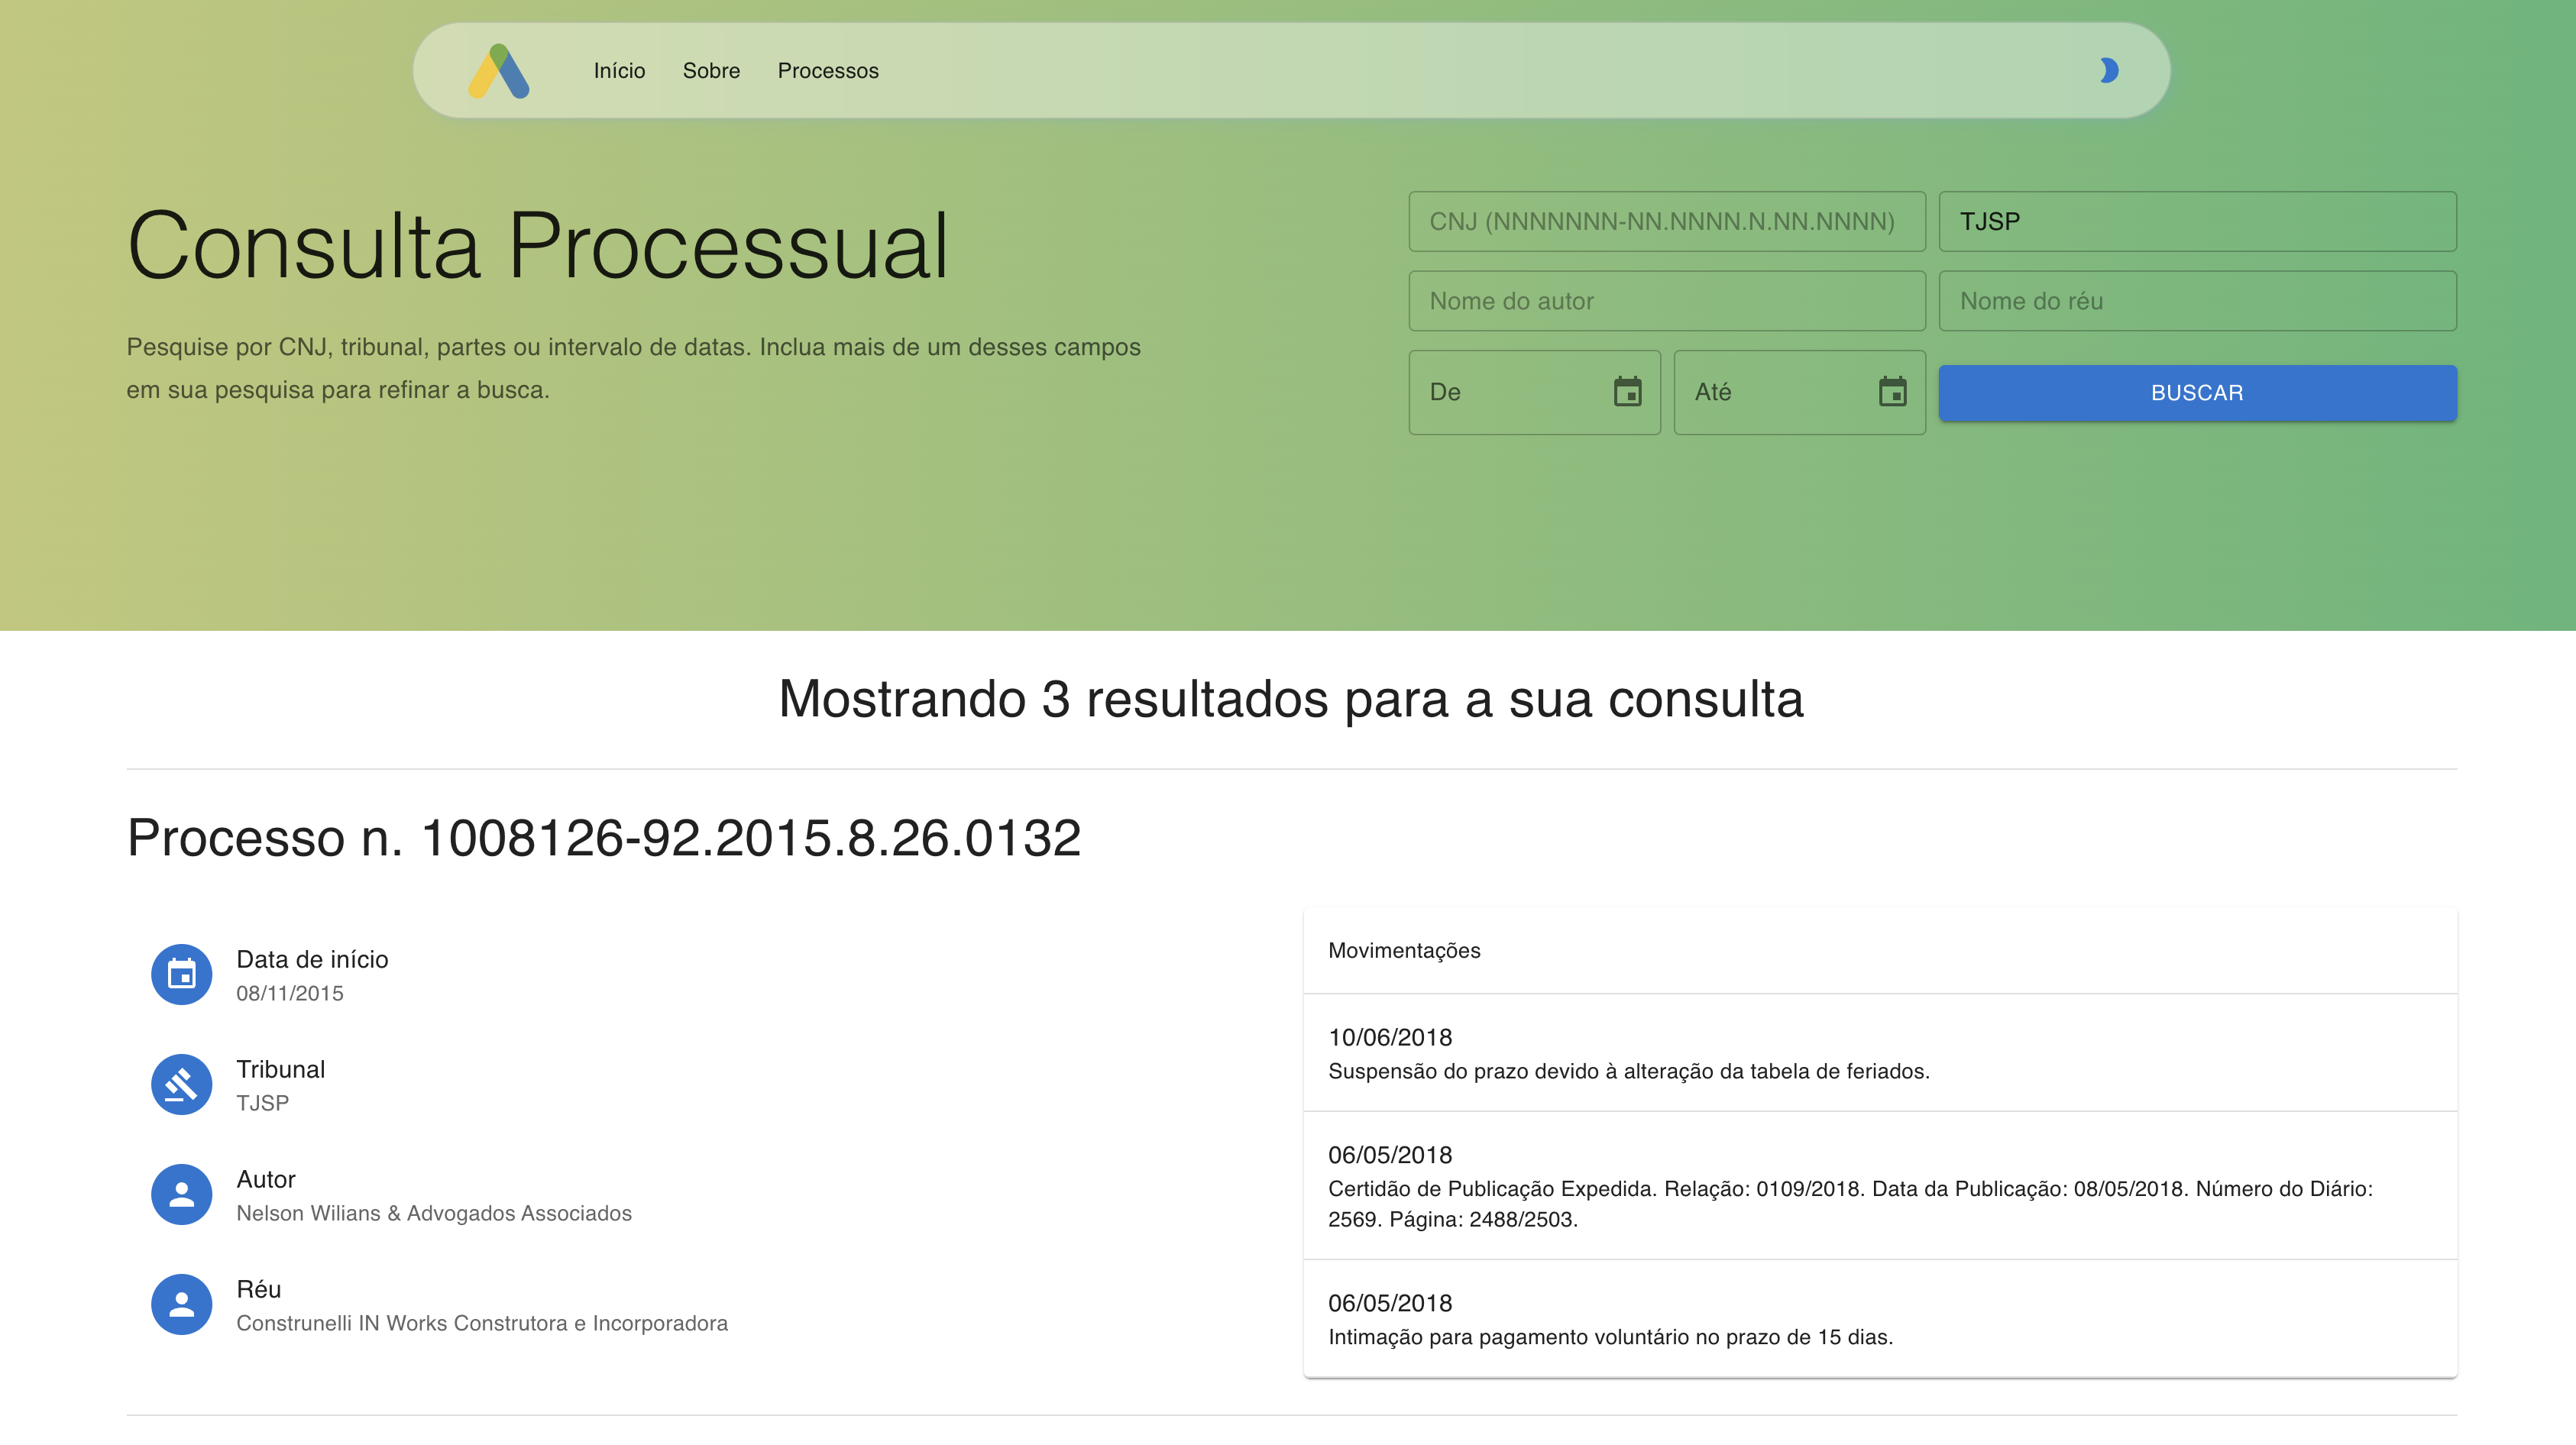 Início Sobre Processos
Consulta Processual
Pesquise por CNJ, tribunal, partes ou intervalo de datas. Inclua mais de um desses campos
em sua pesquisa para refinar a busca.
CNJ (NNNNNNN-NN.NNNN.N.NN.NNNN) TJSP
Nome do autor Nome do réu
De Até BUSCAR
Mostrando 3 resultados para a sua consulta
Processo n. 1008126-92.2015.8.26.0132
Data de início
08/11/2015
Tribunal
TJSP
Autor
Nelson Wilians & Advogados Associados
Réu
Construnelli IN Works Construtora e Incorporadora
Movimentações
10/06/2018
Suspensão do prazo devido à alteração da tabela de feriados.
06/05/2018
Certidão de Publicação Expedida. Relação: 0109/2018. Data da Publicação: 08/05/2018. Número do Diário:
2569. Página: 2488/2503.
06/05/2018
Intimação para pagamento voluntário no prazo de 15 dias.